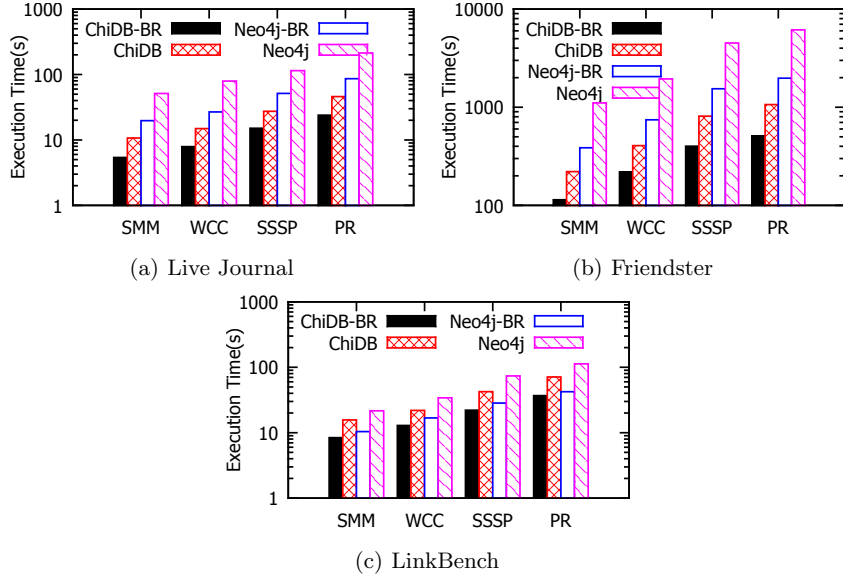 Execution Time(s)
1000
100
10
1
ChiDB-BR
ChiDB
Neo4j-BR
Neo4j
SMM WCC SSSP PR
(a) Live Journal
Execution Time(s)
10000
1000
100
ChiDB-BR
ChiDB
Neo4j-BR
Neo4j
SMM WCC SSSP PR
(b) Friendster
Execution Time(s)
1000
100
10
1
ChiDB-BR
ChiDB
Neo4j-BR
Neo4j
SMM WCC SSSP PR
(c) LinkBench